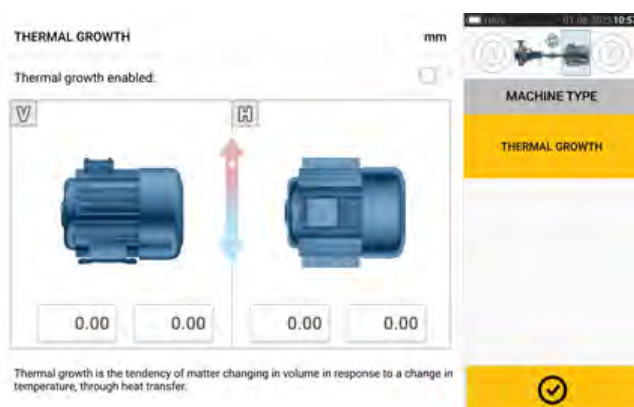 THERMAL GROWTH
mm
Thermal growth enabled:
V
H
0.00
0.00
0.00
0.00
Thermal growth is the tendency of matter changing in volume in response to a change in
temperature, through heat transfer.
MACHINE TYPE
THERMAL GROWTH